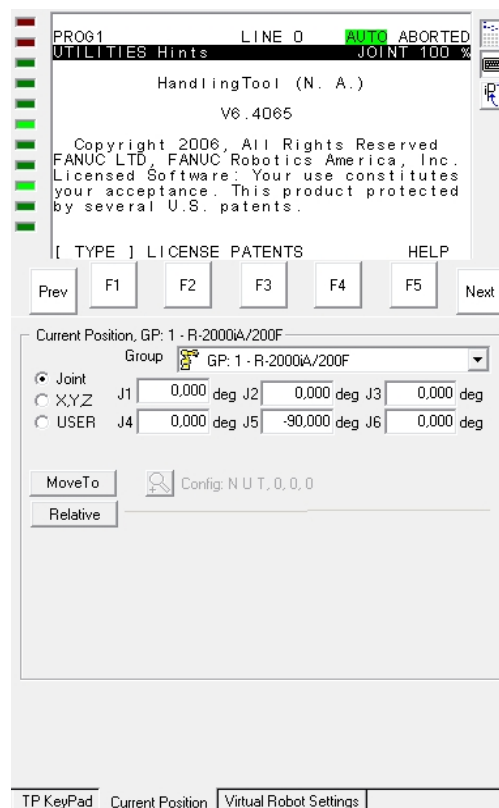 PROG1 LINE 0 AUTO ABORTED
UTILITIES Hints JOINT 100 %
HandlingTool (N. A.)
V6.4065
Copyright 2006, All Rights Reserved
FANUC LTD, FANUC Robotics America, Inc.
Licensed Software: Your use constitutes
your acceptance. This product protected
by several U.S. patents.
[ TYPE ] LICENSE PATENTS HELP
Prev F1 F2 F3 F4 F5 Next
Current Position, GP: 1 - R-2000iA/200F
Group GP: 1 - R-2000iA/200F
Joint
J1 0,000 deg J2 0,000 deg J3 0,000 deg
X,Y,Z
USER J4 0,000 deg J5 -90,000 deg J6 0,000 deg
MoveTo Config: N U T, 0, 0, 0
Relative
TP KeyPad Current Position Virtual Robot Settings